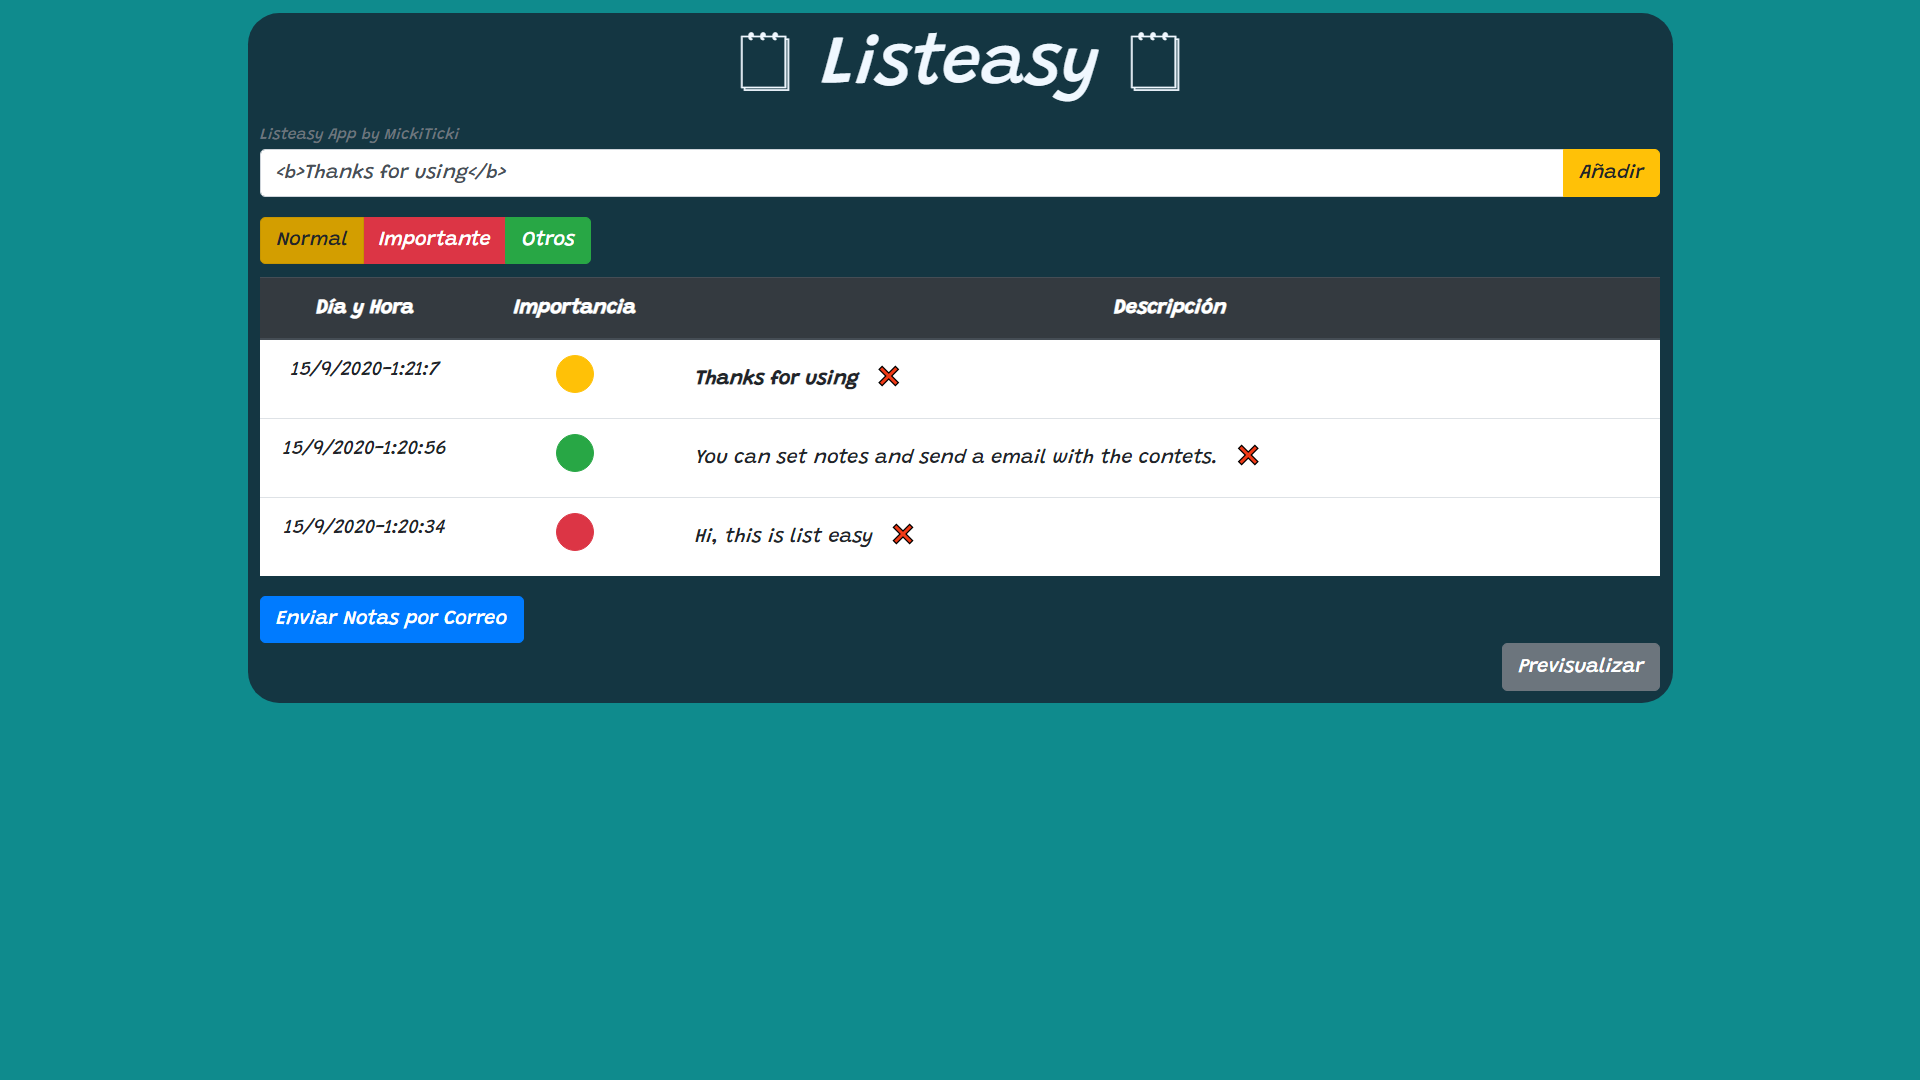 Listeasy
Listeasy App by MickiTicki
<b>Thanks for using</b>
Añadir
Normal Importante Otros
Día y Hora Importancia Descripción
15/9/2020-1:21:7 Thanks for using
15/9/2020-1:20:56 You can set notes and send a email with the contets.
15/9/2020-1:20:34 Hi, this is list easy
Enviar Notas por Correo
Previsualizar